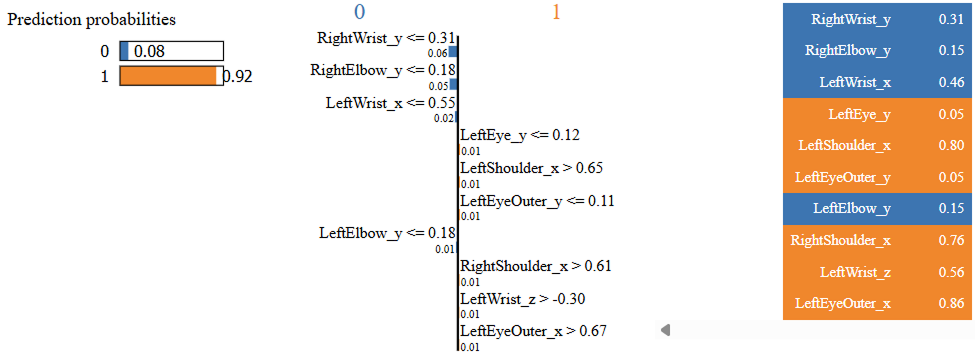 Prediction probabilities
0 0.08
1 0.92
0 1
RightWrist_y <= 0.31
0.06
RightElbow_y <= 0.18
0.05
LeftWrist_x <= 0.55
0.02
LeftEye_y <= 0.12
0.01
LeftShoulder_x > 0.65
0.01
LeftEyeOuter_y <= 0.11
0.01
LeftElbow_y <= 0.18
0.01
RightShoulder_x > 0.61
0.01
LeftWrist_z > -0.30
0.01
LeftEyeOuter_x > 0.67
0.01
RightWrist_y 0.31
RightElbow_y 0.15
LeftWrist_x 0.46
LeftEye_y 0.05
LeftShoulder_x 0.80
LeftEyeOuter_y 0.05
LeftElbow_y 0.15
RightShoulder_x 0.76
LeftWrist_z 0.56
LeftEyeOuter_x 0.86